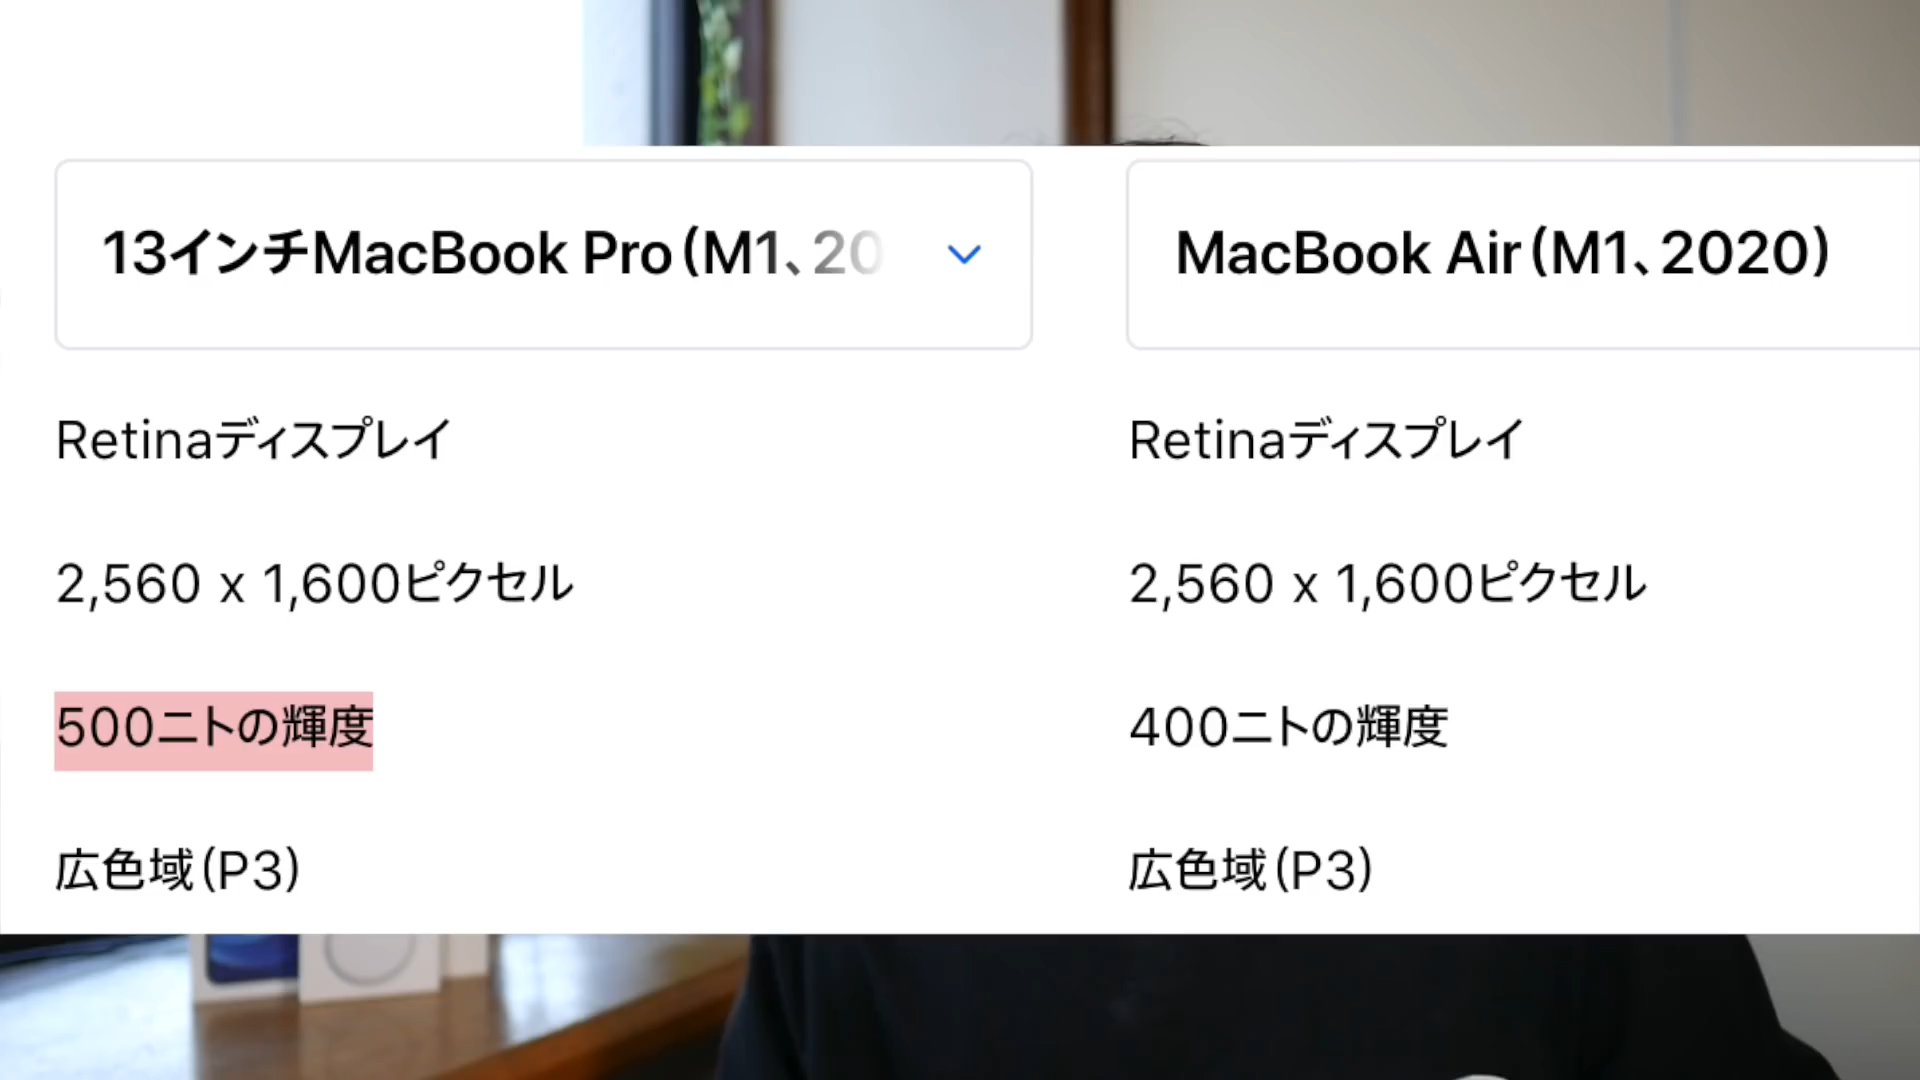 13インチMacBook Pro(M1、20
MacBook Air(M1、2020)
Retinaディスプレイ
Retinaディスプレイ
2,560 x 1,600ピクセル
2,560 x 1,600ピクセル
500ニトの輝度
400ニトの輝度
広色域(P3)
広色域(P3)